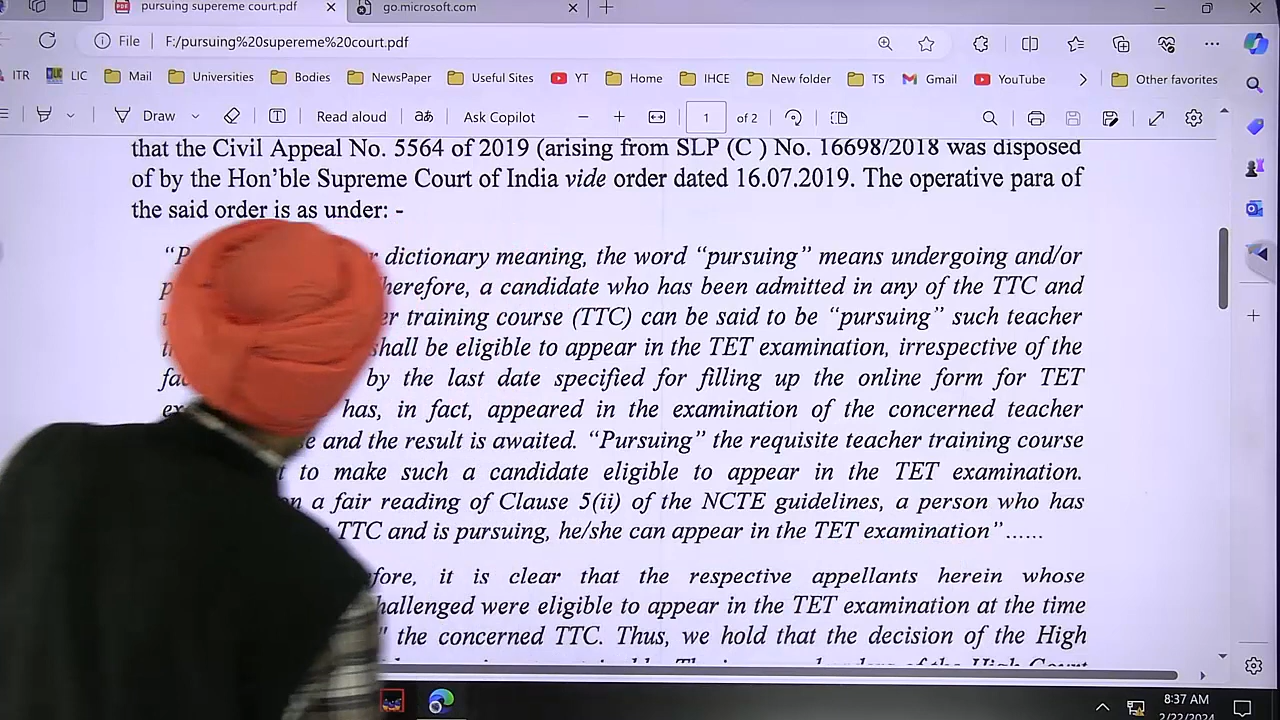 pursuing supereme court.pdf
go.microsoft.com
File F:/pursuing%20supereme%20court.pdf
ITR LIC Mail Universities Bodies NewsPaper Useful Sites YT Home IHCE New folder TS Gmail YouTube Other favorites
Draw Read aloud Ask Copilot 1 of 2
that the Civil Appeal No. 5564 of 2019 (arising from SLP (C ) No. 16698/2018 was disposed
of by the Hon’ble Supreme Court of India vide order dated 16.07.2019. The operative para of
the said order is as under: -
dictionary meaning, the word “pursuing” means undergoing and/or
herefore, a candidate who has been admitted in any of the TTC and
training course (TTC) can be said to be “pursuing” such teacher
shall be eligible to appear in the TET examination, irrespective of the
by the last date specified for filling up the online form for TET
has, in fact, appeared in the examination of the concerned teacher
and the result is awaited. “Pursuing” the requisite teacher training course
to make such a candidate eligible to appear in the TET examination.
a fair reading of Clause 5(ii) of the NCTE guidelines, a person who has
TTC and is pursuing, he/she can appear in the TET examination”......
it is clear that the respective appellants herein whose
hallenged were eligible to appear in the TET examination at the time
" the concerned TTC. Thus, we hold that the decision of the High
8:37 AM
2/22/2024